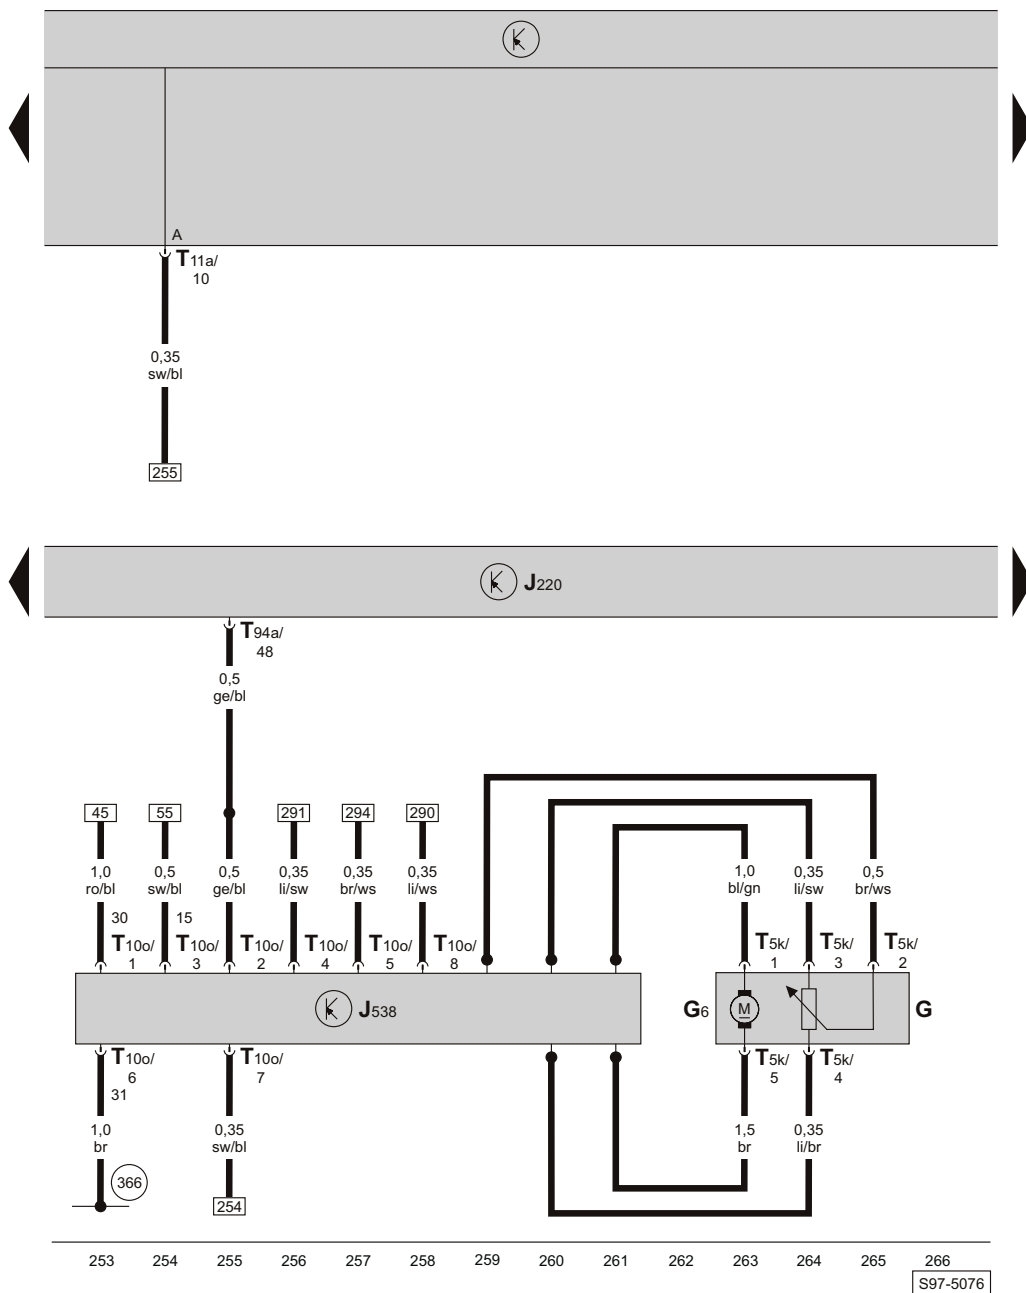 A
T11a/
10
0,35
sw/bl
255
J220
T94a/
48
0,5
ge/bl
45 55 291 294 290
1,0 0,5 0,5 0,35 0,35 0,35 1,0 0,35 0,5
ro/bl sw/bl ge/bl li/sw br/ws li/ws bl/gn li/sw br/ws
30 15
T10o/ T10o/ T10o/ T10o/ T10o/ T10o/ T5k/ T5k/ T5k/
1 3 2 4 5 8 1 3 2
J538 G6 M G
T10o/ T10o/ T5k/ T5k/
6 7 5 4
31
1,0 0,35 1,5 0,35
br sw/bl br li/br
366
254
253 254 255 256 257 258 259 260 261 262 263 264 265 266
S97-5076